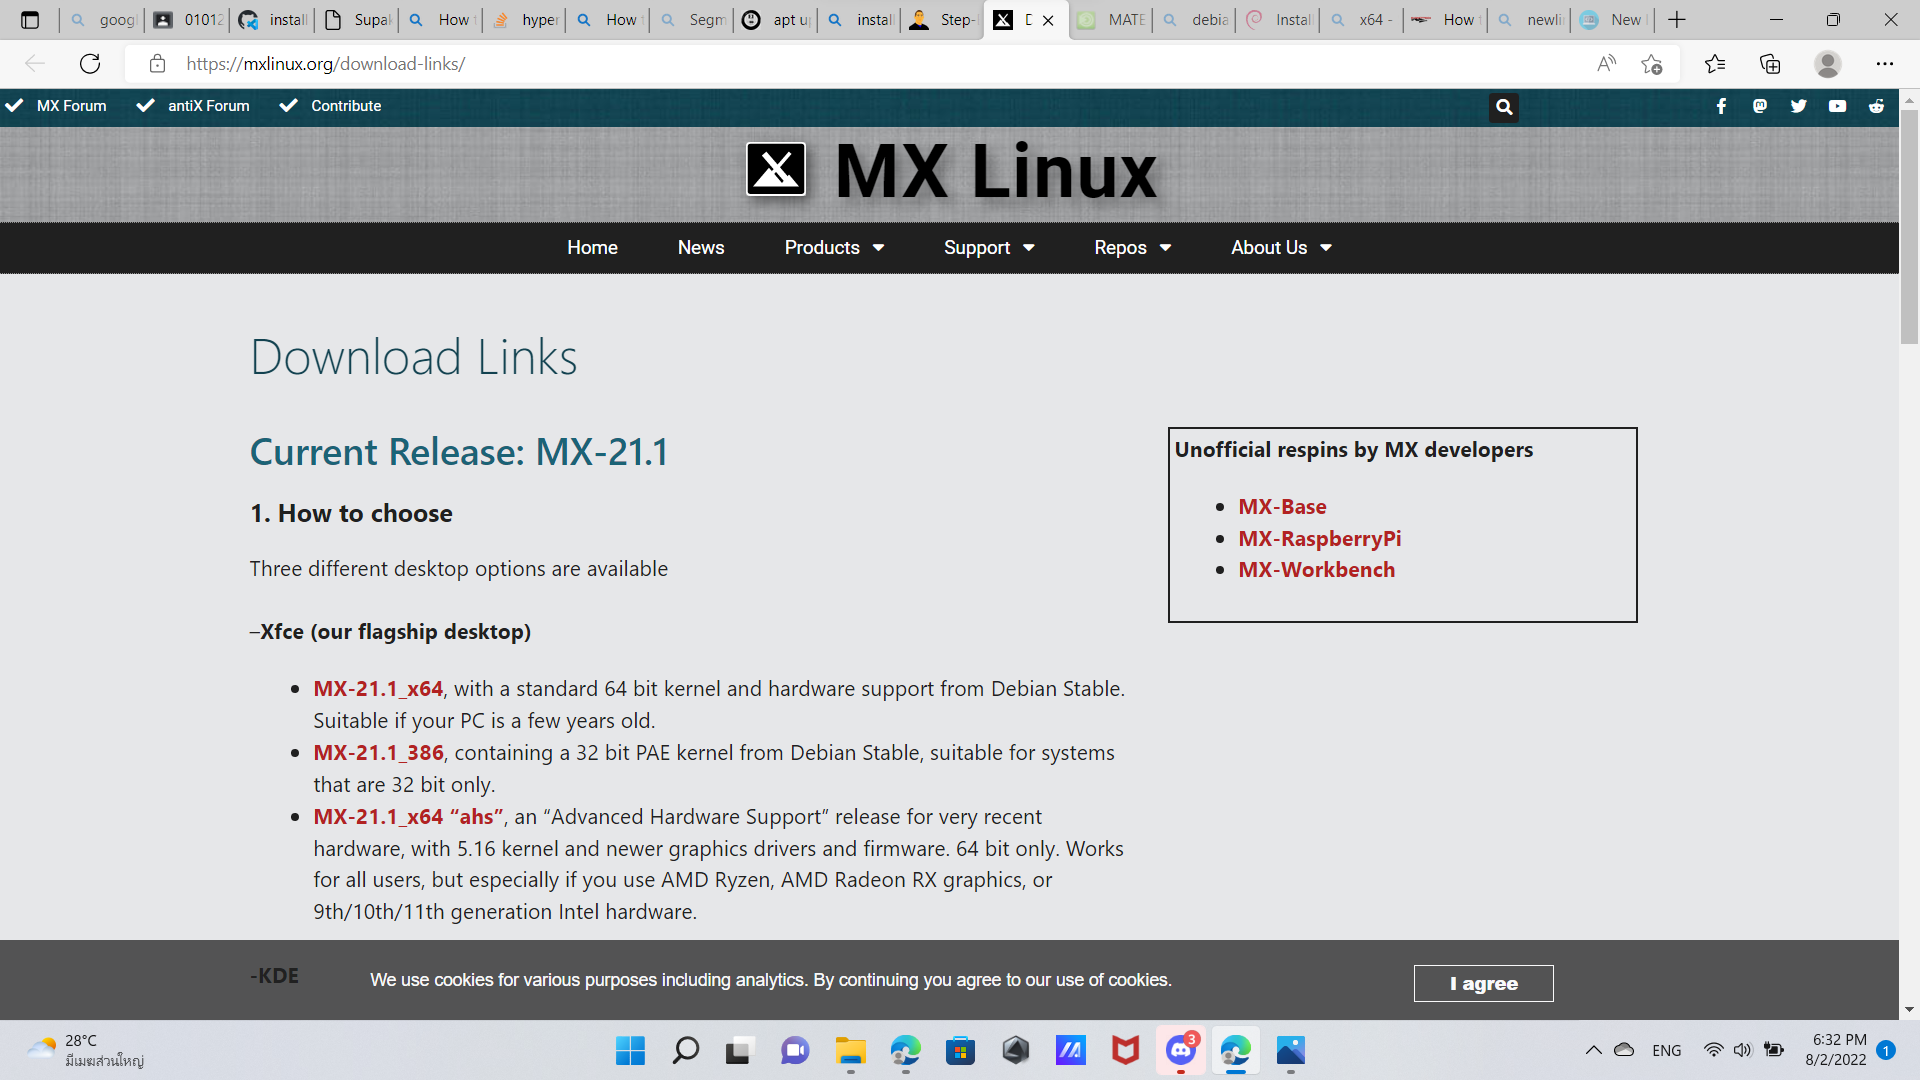 goog
01012
install
Supak
How
hyper
How
Segm
apt up
install
Step-
D
MATE
debia
Instal
x64 -
How
newli
New
https://mxlinux.org/download-links/
MX Forum
antiX Forum
Contribute
MX Linux
Home
News
Products
Support
Repos
About Us
Download Links
Current Release: MX-21.1
Unofficial respins by MX developers
1. How to choose
MX-Base
MX-RaspberryPi
MX-Workbench
Three different desktop options are available
–Xfce (our flagship desktop)
MX-21.1_x64, with a standard 64 bit kernel and hardware support from Debian Stable.
Suitable if your PC is a few years old.
MX-21.1_386, containing a 32 bit PAE kernel from Debian Stable, suitable for systems
that are 32 bit only.
MX-21.1_x64 “ahs”, an “Advanced Hardware Support” release for very recent
hardware, with 5.16 kernel and newer graphics drivers and firmware. 64 bit only. Works
for all users, but especially if you use AMD Ryzen, AMD Radeon RX graphics, or
9th/10th/11th generation Intel hardware.
-KDE
We use cookies for various purposes including analytics. By continuing you agree to our use of cookies.
I agree
28°C
มีเมฆส่วนใหญ่
3
ENG
6:32 PM
8/2/2022
1